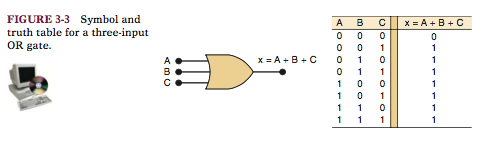 FIGURE 3-3 Symbol and
truth table for a three-input
OR gate.
A
B
C
x = A + B + C
A B C x = A + B + C
0 0 0 0
0 0 1 1
0 1 0 1
0 1 1 1
1 0 0 1
1 0 1 1
1 1 0 1
1 1 1 1